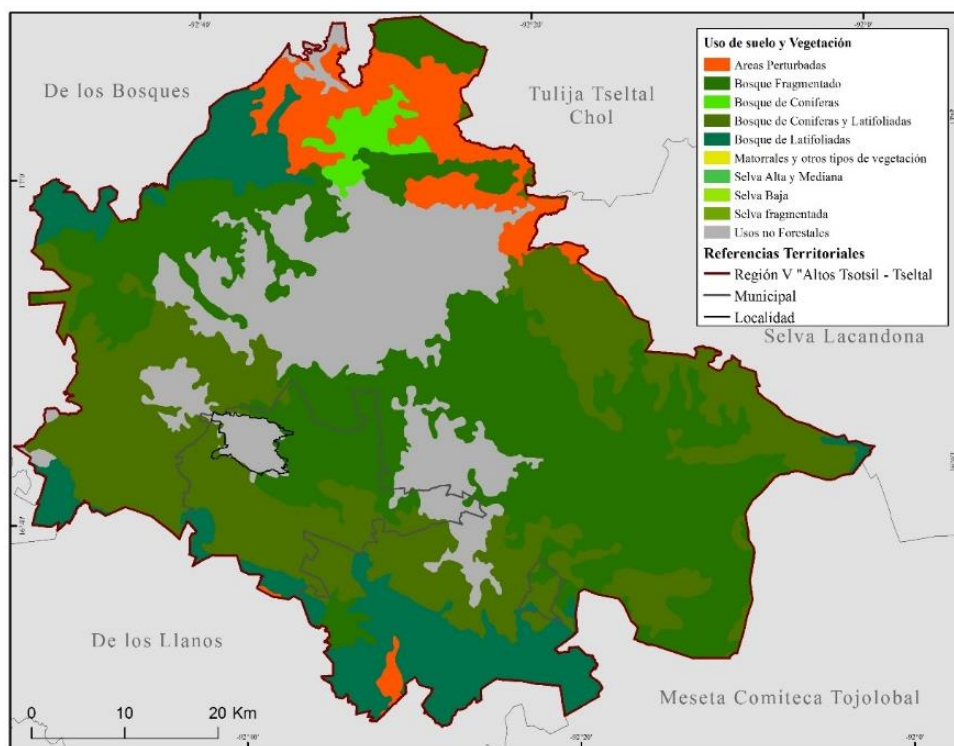 De los Bosques
Tulija Tseltal
Chol
Uso de suelo y Vegetación
Areas Perturbadas
Bosque Fragmentado
Bosque de Coniferas
Bosque de Coniferas y Latifoliadas
Bosque de Latifoliadas
Matorrales y otros tipos de vegetación
Selva Alta y Mediana
Selva Baja
Selva fragmentada
Usos no Forestales
Referencias Territoriales
Región V "Altos Tsotsil - Tseltal
Municipal
Localidad
Selva Lacandona
De los Llanos
Meseta Comiteca Tojolobal
0 10 20 Km